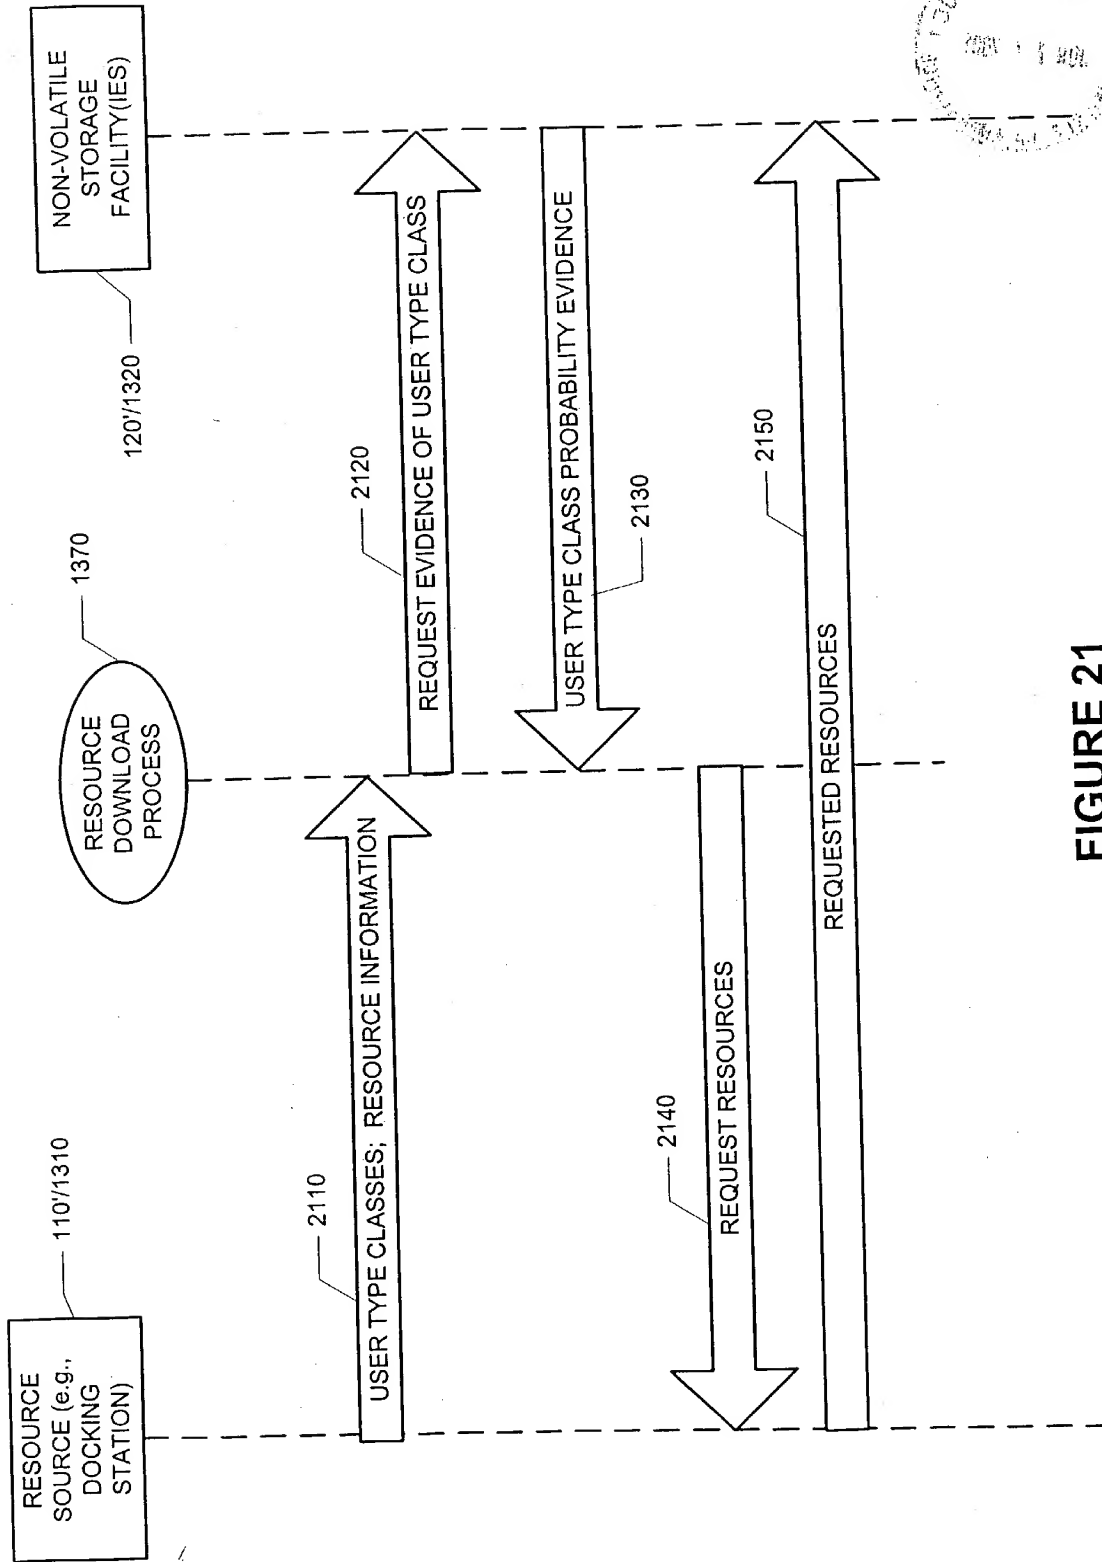 RESOURCE
SOURCE (e.g.,
DOCKING
STATION)
110'/1310
RESOURCE
DOWNLOAD
PROCESS
1370
NON-VOLATILE
STORAGE
FACILITY(IES)
120'/1320
2110
USER TYPE CLASSES; RESOURCE INFORMATION
2120
REQUEST EVIDENCE OF USER TYPE CLASS
USER TYPE CLASS PROBABILITY EVIDENCE
2130
2140
REQUEST RESOURCES
2150
REQUESTED RESOURCES
FIGURE 21